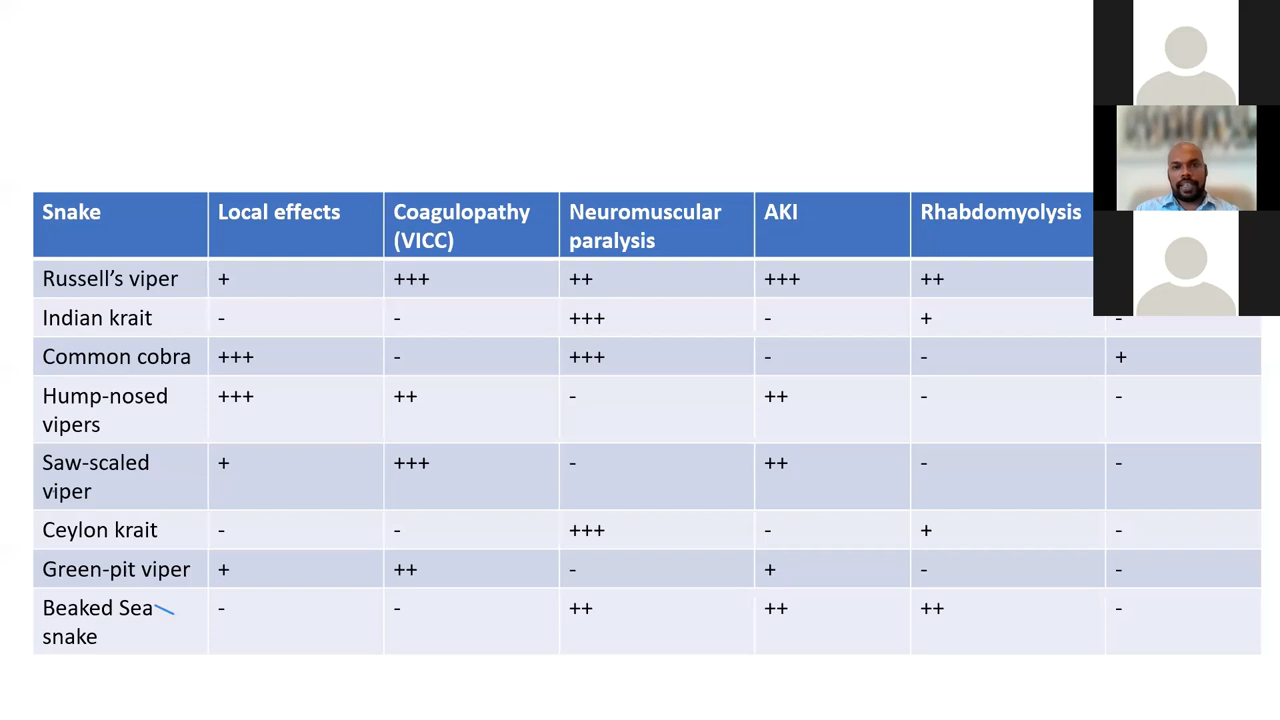 Snake Local effects Coagulopathy (VICC) Neuromuscular paralysis AKI Rhabdomyolysis
Russell's viper + +++ ++ +++ ++
Indian krait - - +++ - + -
Common cobra +++ - +++ - - +
Hump-nosed vipers +++ ++ - ++ - -
Saw-scaled viper + +++ - ++ - -
Ceylon krait - - +++ - + -
Green-pit viper + ++ - + - -
Beaked Sea snake - - ++ ++ ++ -